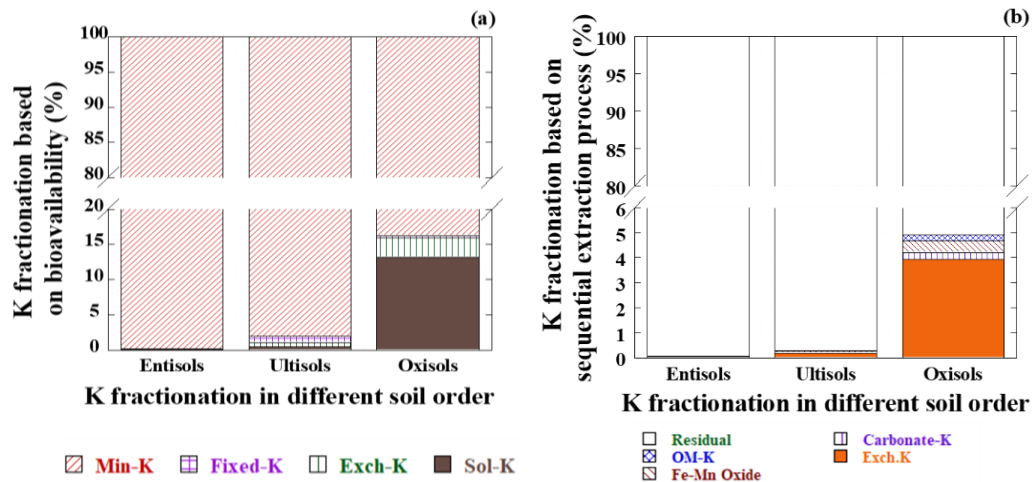 (a)
K fractionation based
on bioavailability (%)
100
95
90
85
80
20
15
10
5
0
Entisols Ultisols Oxisols
K fractionation in different soil order
Min-K Fixed-K Exch-K Sol-K
(b)
K fractionation based on
sequential extraction process (%)
100
95
90
85
80
6
5
4
3
2
1
0
Entisols Ultisols Oxisols
K fractionation in different soil order
Residual Carbonate-K
OM-K Exch.K
Fe-Mn Oxide